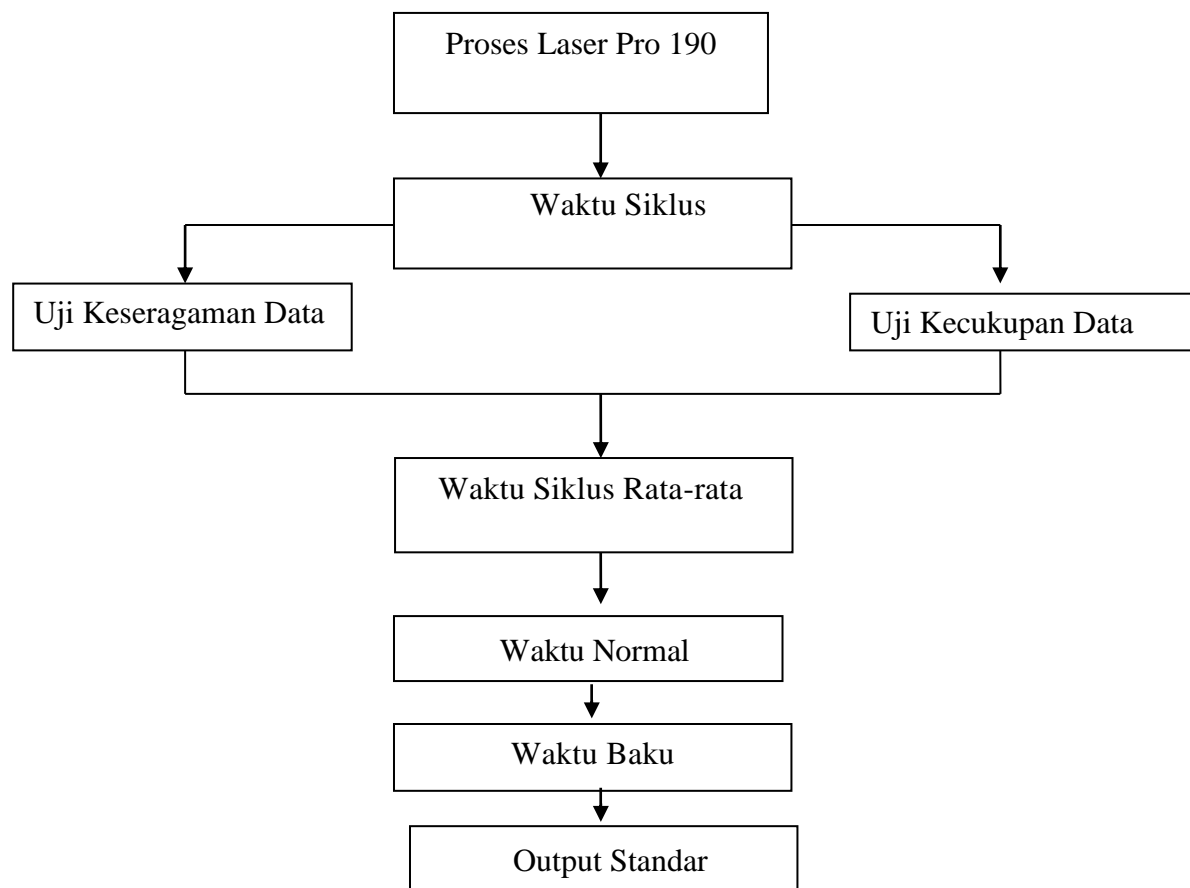 Proses Laser Pro 190
Waktu Siklus
Uji Keseragaman Data
Uji Kecukupan Data
Waktu Siklus Rata-rata
Waktu Normal
Waktu Baku
Output Standar